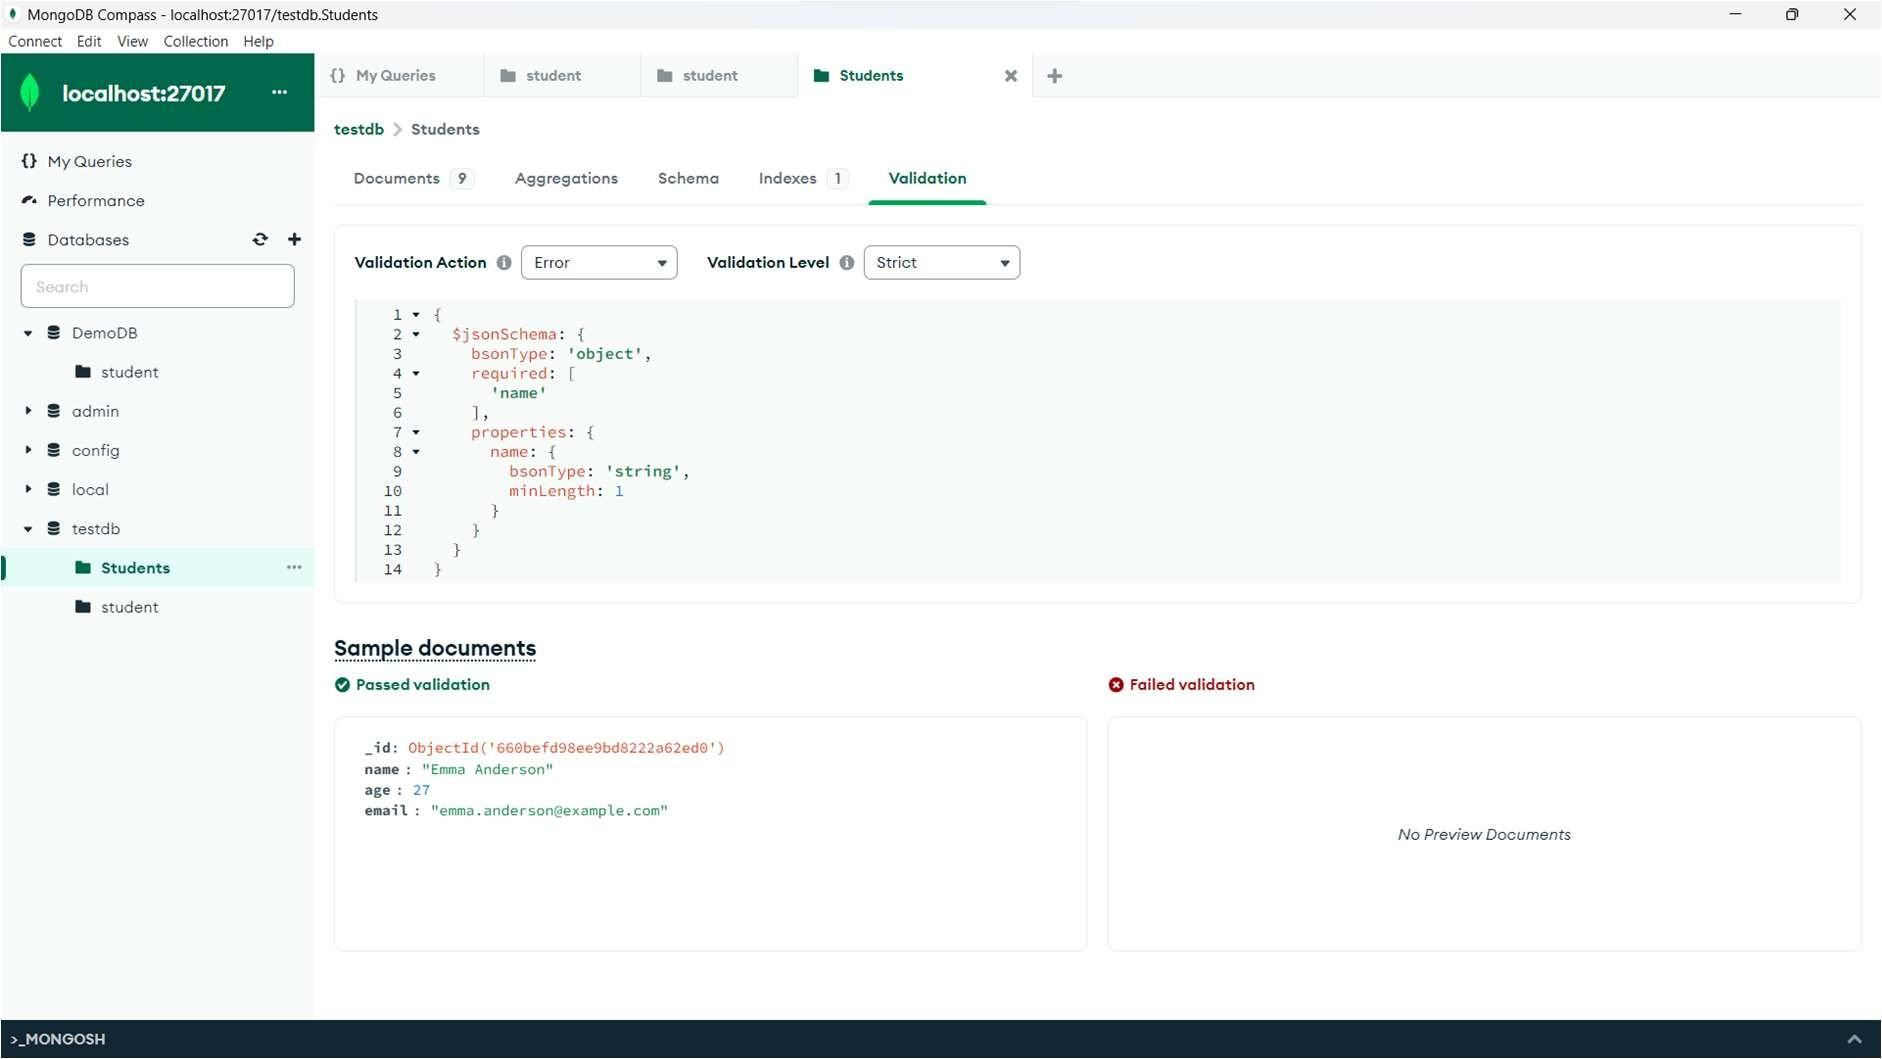 MongoDB Compass - localhost:27017/testdb.Students
Connect Edit View Collection Help
localhost:27017 ...
{} My Queries
Performance
Databases
Search
DemoDB
student
admin
config
local
testdb
Students ...
student
{} My Queries student student Students
testdb > Students
Documents 9 Aggregations Schema Indexes 1 Validation
Validation Action Error Validation Level Strict
1 {
2 $jsonSchema: {
3 bsonType: 'object',
4 required: [
5 'name'
6 ],
7 properties: {
8 name: {
9 bsonType: 'string',
10 minLength: 1
11 }
12 }
13 }
14 }
Sample documents
Passed validation
_id: ObjectId('660befd98ee9bd8222a62ed0')
name : "Emma Anderson"
age : 27
email : "emma.anderson@example.com"
Failed validation
No Preview Documents
>_MONGOSH